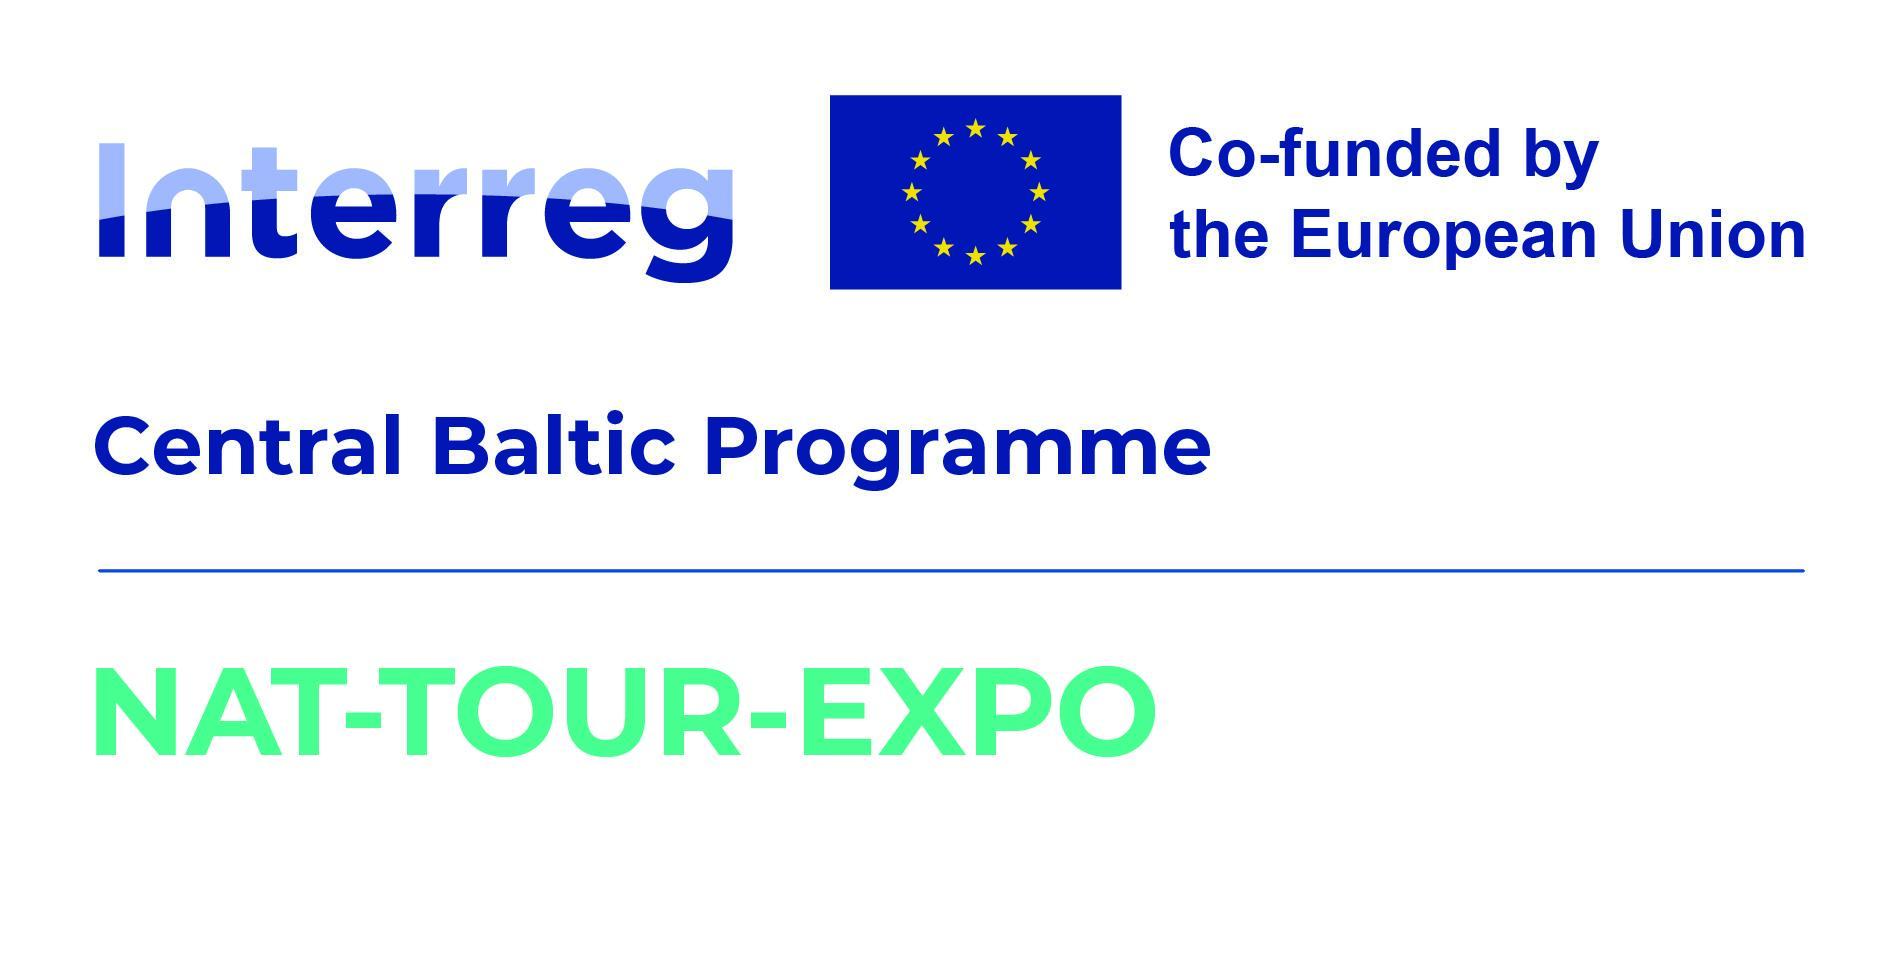 Interreg
Co-funded by
the European Union
Central Baltic Programme
NAT-TOUR-EXPO